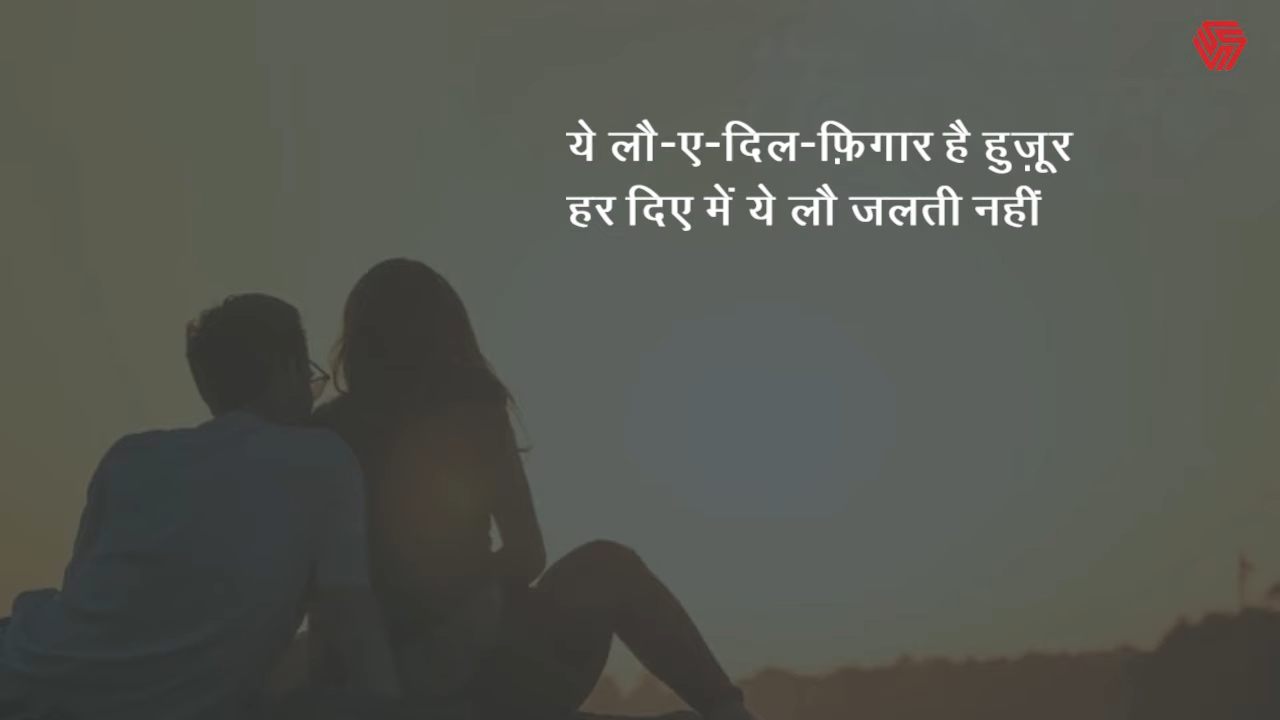 ये लौ-ए-दिल-फ़िगार है हुज़ूर
हर दिए में ये लौ जलती नहीं